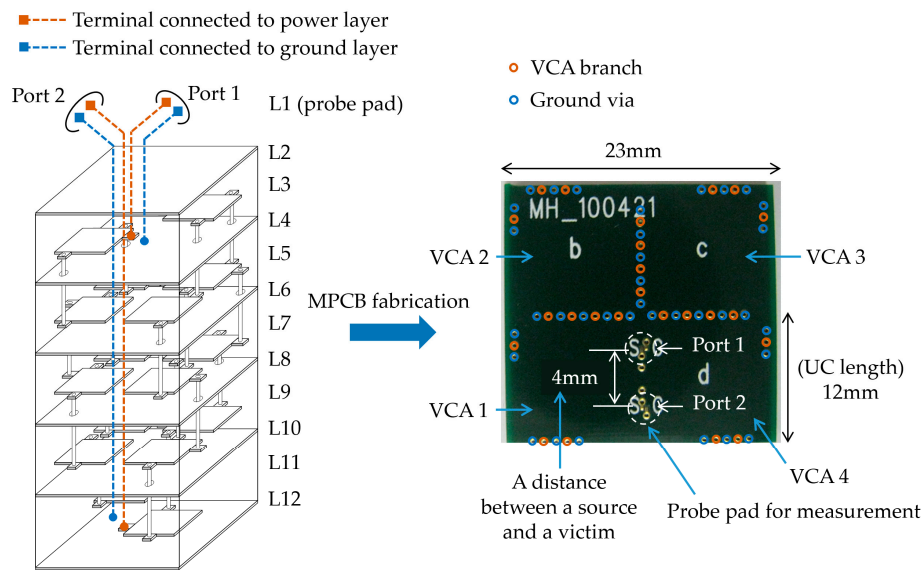 Terminal connected to power layer
Terminal connected to ground layer
Port 2
Port 1
L1 (probe pad)
L2
L3
L4
L5
L6
L7
L8
L9
L10
L11
L12
MPCB fabrication
VCA branch
Ground via
23mm
MH_100421
b
c
VCA 2
VCA 3
S G
Port 1
d
4mm
(UC length)
12mm
VCA 1
S G
Port 2
VCA 4
A distance
between a source
and a victim
Probe pad for measurement